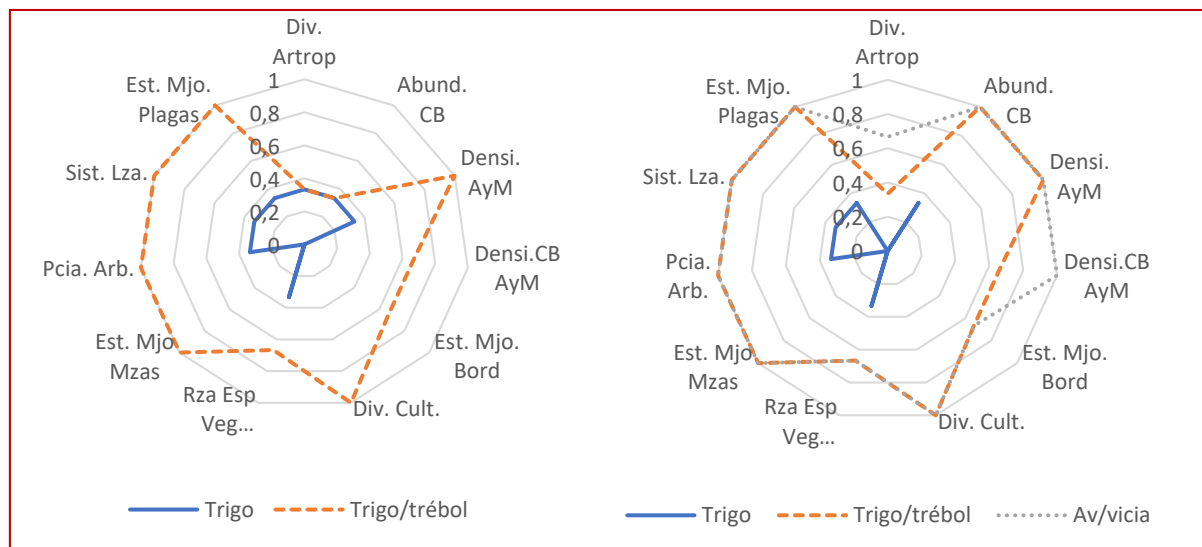 Div.
Artrop
Abund.
CB
Densi.
AyM
Densi.CB
AyM
Est. Mjo.
Bord
Div. Cult.
Rza Esp
Veg...
Est. Mjo
Mzas
Pcia. Arb.
Sist. Lza.
Est. Mjo.
Plagas
1
0,8
0,6
0,4
0,2
0
Trigo
Trigo/trébol
Div.
Artrop
Abund.
CB
Densi.
AyM
Densi.CB
AyM
Est. Mjo.
Bord
Div. Cult.
Rza Esp
Veg...
Est. Mjo
Mzas
Pcia.
Arb.
Sist. Lza.
Est. Mjo.
Plagas
1
0,8
0,6
0,4
0,2
0
Trigo
Trigo/trébol
Av/vicia